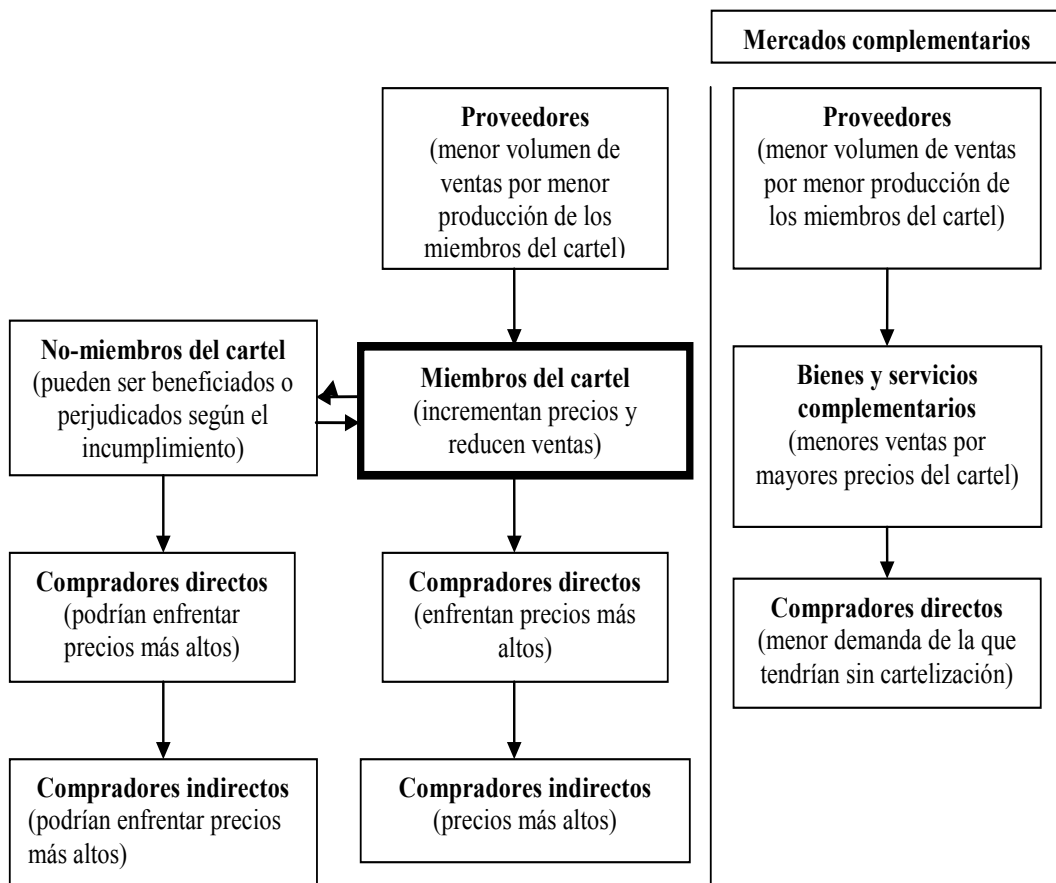 Mercados complementarios
Proveedores
(menor volumen de
ventas por menor
producción de los
miembros del cartel)
Proveedores
(menor volumen de ventas
por menor producción de
los miembros del cartel)
No-miembros del cartel
(pueden ser beneficiados o
perjudicados según el
incumplimiento)
Miembros del cartel
(incrementan precios y
reducen ventas)
Bienes y servicios
complementarios
(menores ventas por
mayores precios del cartel)
Compradores directos
(podrían enfrentar
precios más altos)
Compradores directos
(enfrentan precios más
altos)
Compradores directos
(menor demanda de la que
tendrían sin cartelización)
Compradores indirectos
(podrían enfrentar precios
más altos)
Compradores indirectos
(precios más altos)